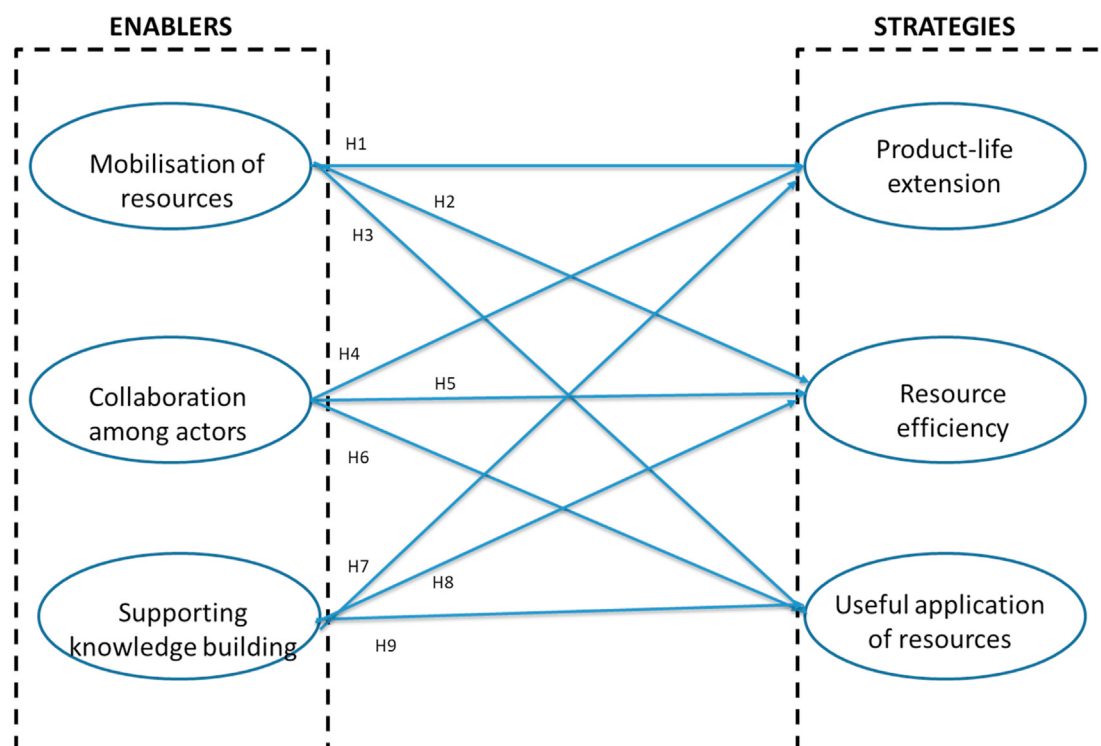 ENABLERS
STRATEGIES
Mobilisation of
resources
H1
H2
H3
Product-life
extension
Collaboration
among actors
H4
H5
H6
Resource
efficiency
Supporting
knowledge building
H7
H8
H9
Useful application
of resources